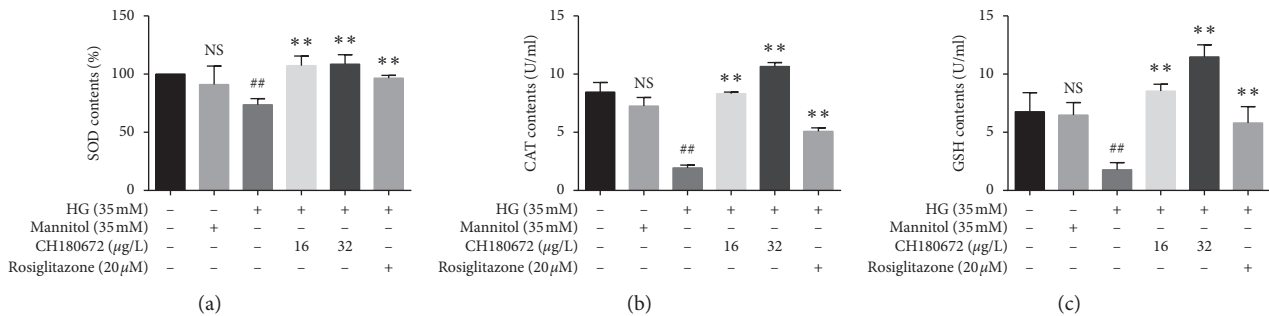 150
100
50
0
SOD contents (%)
NS
##
**
**
**
HG (35 mM) – – + + + +
Mannitol (35 mM) – + – – – –
CH180672 (μg/L) – – – 16 32 –
Rosiglitazone (20 μM) – – – – – +
(a)
15
10
5
0
CAT contents (U/ml)
NS
##
**
**
**
HG (35 mM) – – + + + +
Mannitol (35 mM) – + – – – –
CH180672 (μg/L) – – – 16 32 –
Rosiglitazone (20 μM) – – – – – +
(b)
15
10
5
0
GSH contents (U/ml)
NS
##
**
**
**
HG (35 mM) – – + + + +
Mannitol (35 mM) – + – – – –
CH180672 (μg/L) – – – 16 32 –
Rosiglitazone (20 μM) – – – – – +
(c)